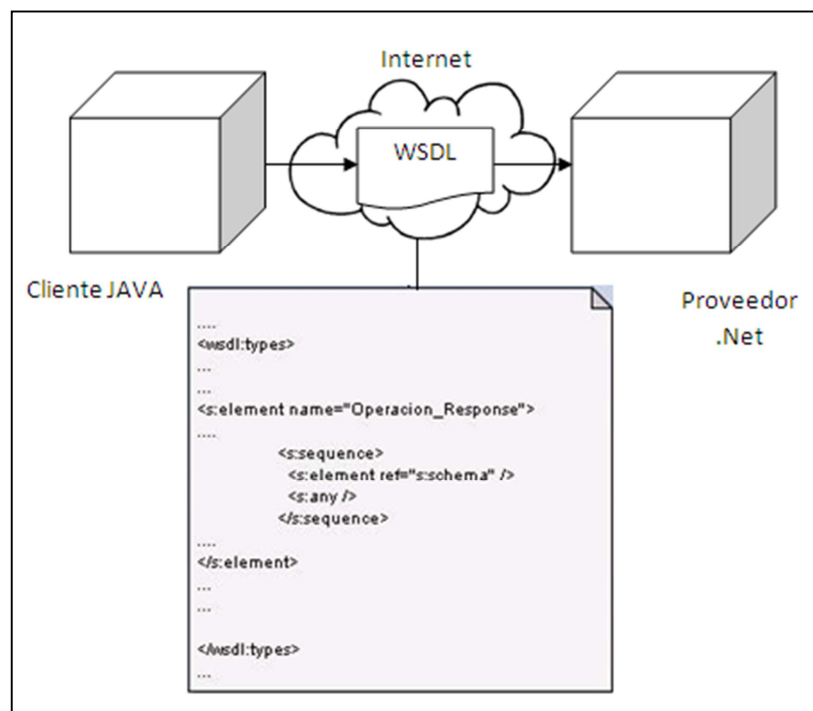 Internet
WSDL
Cliente JAVA
Proveedor
.Net
....
<wsdl:types>
...
...
<s:element name="Operacion_Response">
....
<s:sequence>
<s:element ref="s:schema" />
<s:any />
</s:sequence>
....
</s:element>
...
...
</wsdl:types>
...